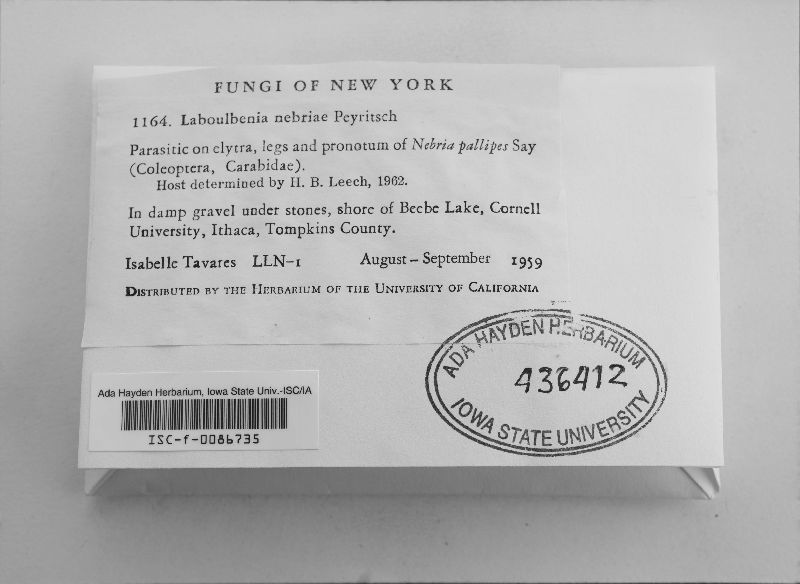 FUNGI OF NEW YORK
1164. Laboulbenia nebriae Peyritsch
Parasitic on elytra, legs and pronotum of Nebria pallipes Say
(Coleoptera, Carabidae).
Host determined by H. B. Leech, 1962.
In damp gravel under stones, shore of Beebe Lake, Cornell
University, Ithaca, Tompkins County.
Isabelle Tavares LLN-1 August – September 1959
DISTRIBUTED BY THE HERBARIUM OF THE UNIVERSITY OF CALIFORNIA
ADA HAYDEN HERBARIUM
436412
IOWA STATE UNIVERSITY
Ada Hayden Herbarium, Iowa State Univ.-ISC/IA
ISC-f-0086735